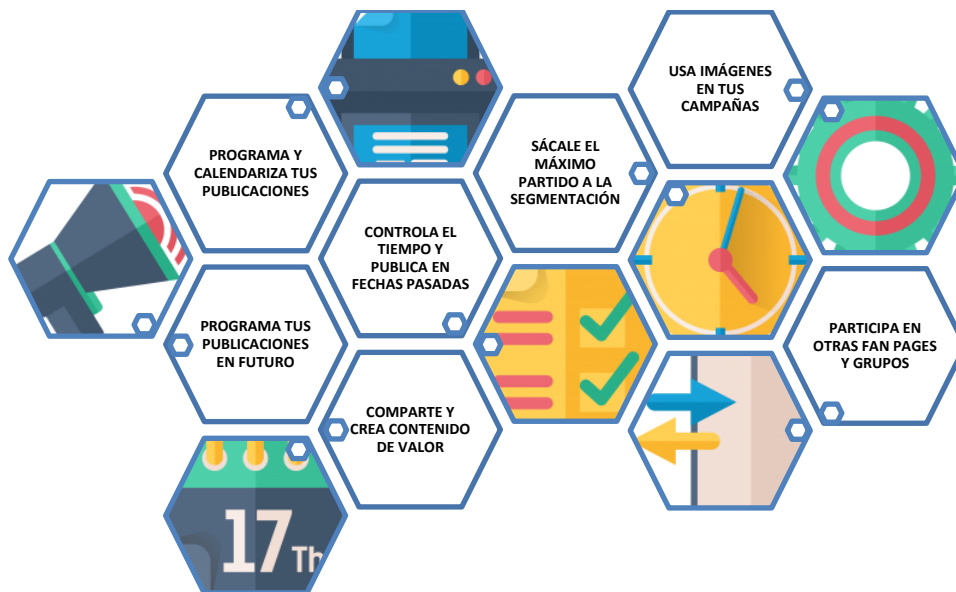 USA IMÁGENES
EN TUS
CAMPAÑAS
PROGRAMA Y
CALENDARIZA TUS
PUBLICACIONES
SÁCALE EL
MÁXIMO
PARTIDO A LA
SEGMENTACIÓN
CONTROLA EL
TIEMPO Y
PUBLICA EN
FECHAS PASADAS
PROGRAMA TUS
PUBLICACIONES
EN FUTURO
PARTICIPA EN
OTRAS FAN PAGES
Y GRUPOS
COMPARTE Y
CREA CONTENIDO
DE VALOR
17Th